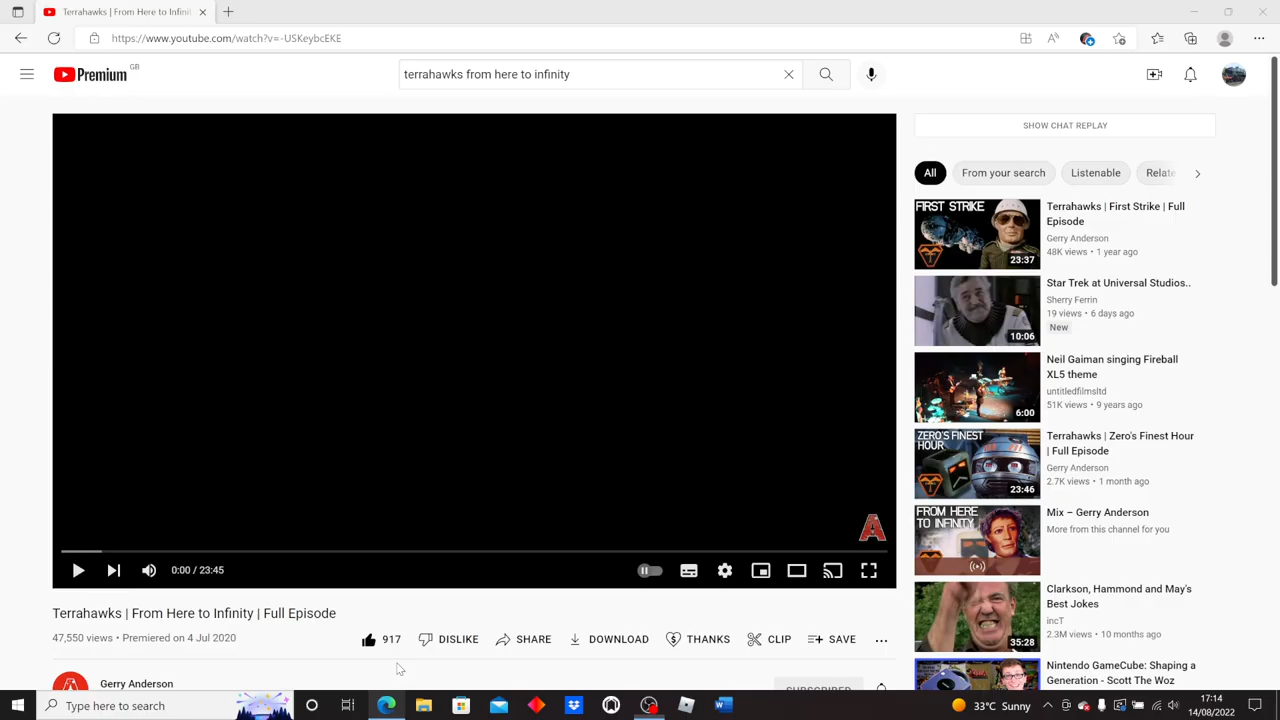 Terrahawks | From Here to Infinit
https://www.youtube.com/watch?v=-USKeybcEKE
Premium GB
terrahawks from here to infinity
SHOW CHAT REPLAY
All
From your search
Listenable
Relate
FIRST STRIKE
23:37
Terrahawks | First Strike | Full
Episode
Gerry Anderson
48K views • 1 year ago
10:06
Star Trek at Universal Studios..
Sherry Ferrin
19 views • 6 days ago
New
6:00
Neil Gaiman singing Fireball
XL5 theme
untitledfilmsltd
51K views • 9 years ago
ZERO'S FINEST
HOUR
23:46
Terrahawks | Zero's Finest Hour
| Full Episode
Gerry Anderson
2.7K views • 1 month ago
FROM HERE
TO INFINITY
Mix – Gerry Anderson
More from this channel for you
35:28
Clarkson, Hammond and May's
Best Jokes
incT
2.3M views • 10 months ago
Nintendo GameCube: Shaping a
Generation - Scott The Woz
A
0:00 / 23:45
Terrahawks | From Here to Infinity | Full Episode
47,550 views • Premiered on 4 Jul 2020
917
DISLIKE
SHARE
DOWNLOAD
THANKS
CLIP
SAVE
Gerry Anderson
SUBSCRIBED
Type here to search
33°C Sunny
17:14
14/08/2022